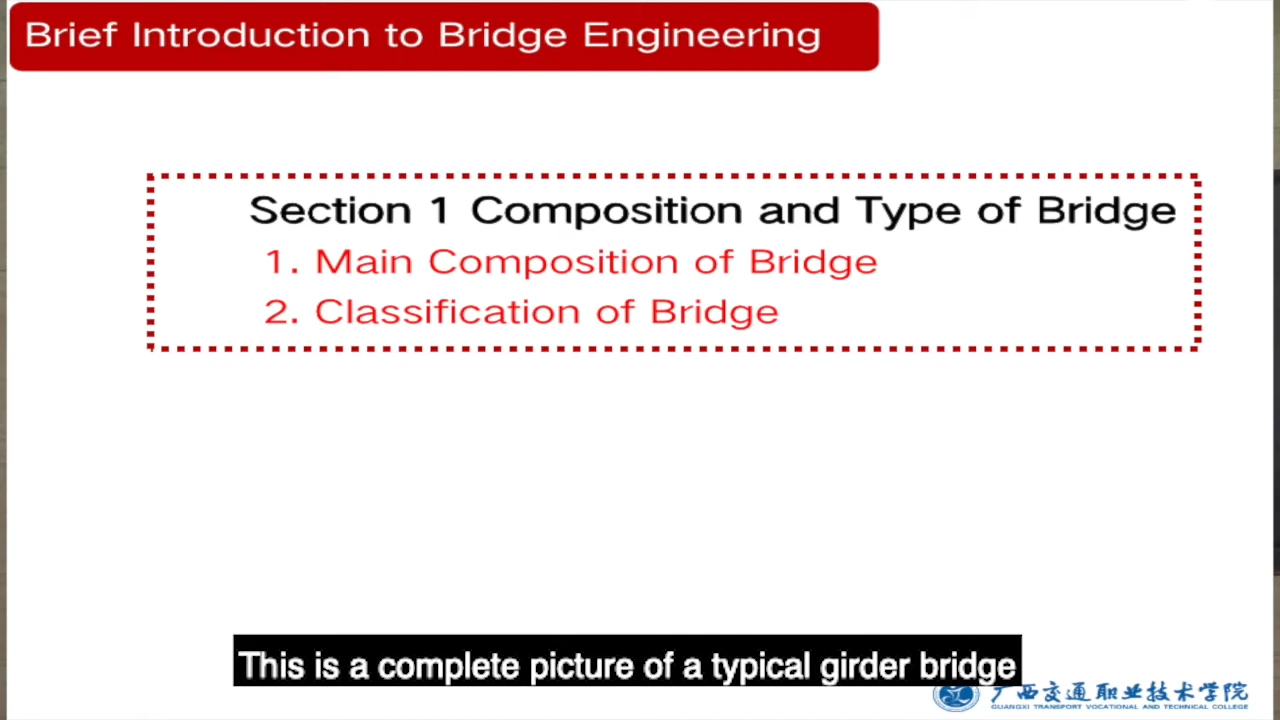 Brief Introduction to Bridge Engineering
Section 1 Composition and Type of Bridge
1. Main Composition of Bridge
2. Classification of Bridge
This is a complete picture of a typical girder bridge
广西交通职业技术学院
GUANGXI TRANSPORT VOCATIONAL AND TECHNICAL COLLEGE